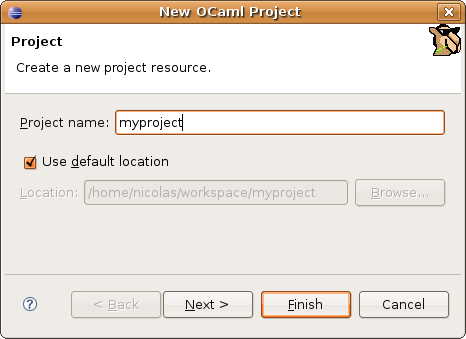 New OCaml Project
Project
Create a new project resource.
Project name: myproject
Use default location
Location: /home/nicolas/workspace/myproject Browse...
? < Back Next > Finish Cancel